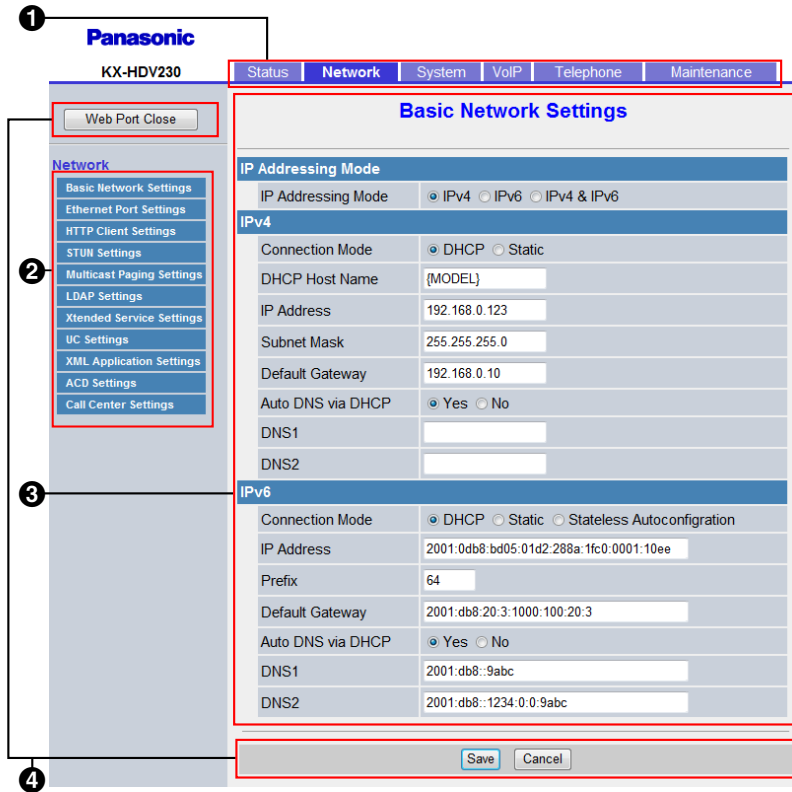 1
Panasonic
KX-HDV230
Status Network System VoIP Telephone Maintenance
Web Port Close
Basic Network Settings
Network
2
Basic Network Settings
Ethernet Port Settings
HTTP Client Settings
STUN Settings
Multicast Paging Settings
LDAP Settings
Xtended Service Settings
UC Settings
XML Application Settings
ACD Settings
Call Center Settings
3
IP Addressing Mode
IP Addressing Mode IPv4 IPv6 IPv4 & IPv6
IPv4
Connection Mode DHCP Static
DHCP Host Name {MODEL}
IP Address 192.168.0.123
Subnet Mask 255.255.255.0
Default Gateway 192.168.0.10
Auto DNS via DHCP Yes No
DNS1
DNS2
IPv6
Connection Mode DHCP Static Stateless Autoconfigration
IP Address 2001:0db8:bd05:01d2:288a:1fc0:0001:10ee
Prefix 64
Default Gateway 2001:db8:20:3:1000:100:20:3
Auto DNS via DHCP Yes No
DNS1 2001:db8::9abc
DNS2 2001:db8::1234:0:0:9abc
4
Save Cancel